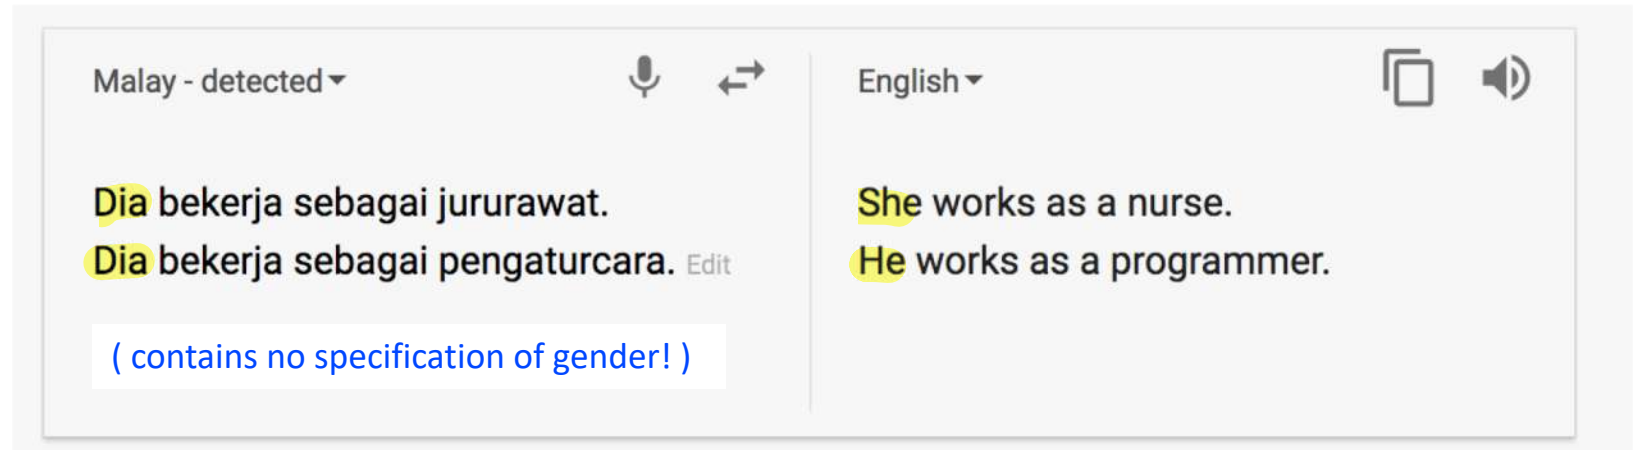 Malay - detected
English
Dia bekerja sebagai jururawat.
Dia bekerja sebagai pengaturcara. Edit
( contains no specification of gender! )
She works as a nurse.
He works as a programmer.